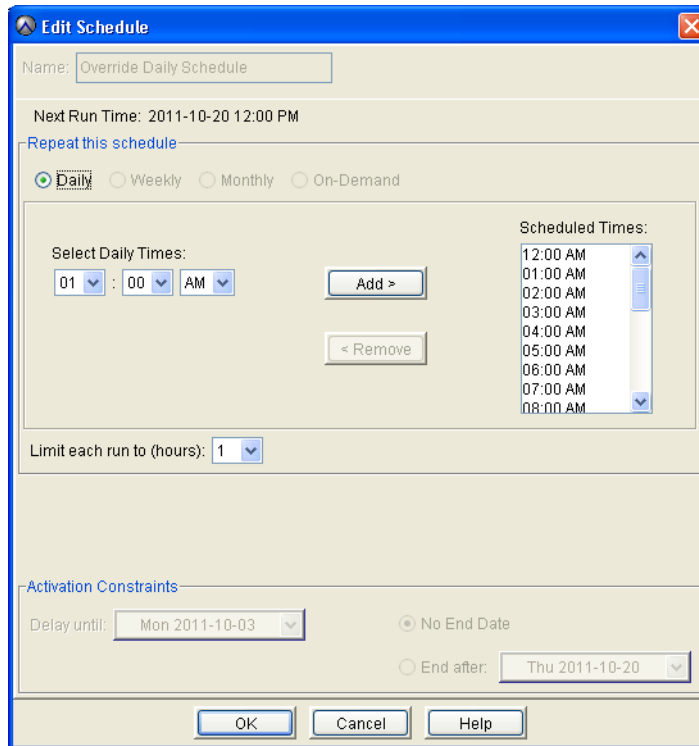 Edit Schedule
Name: Override Daily Schedule
Next Run Time: 2011-10-20 12:00 PM
Repeat this schedule
Daily Weekly Monthly On-Demand
Scheduled Times:
Select Daily Times:
01 : 00 AM
Add >
< Remove
12:00 AM
01:00 AM
02:00 AM
03:00 AM
04:00 AM
05:00 AM
06:00 AM
07:00 AM
08:00 AM
Limit each run to (hours): 1
Activation Constraints
Delay until: Mon 2011-10-03
No End Date
End after: Thu 2011-10-20
OK Cancel Help